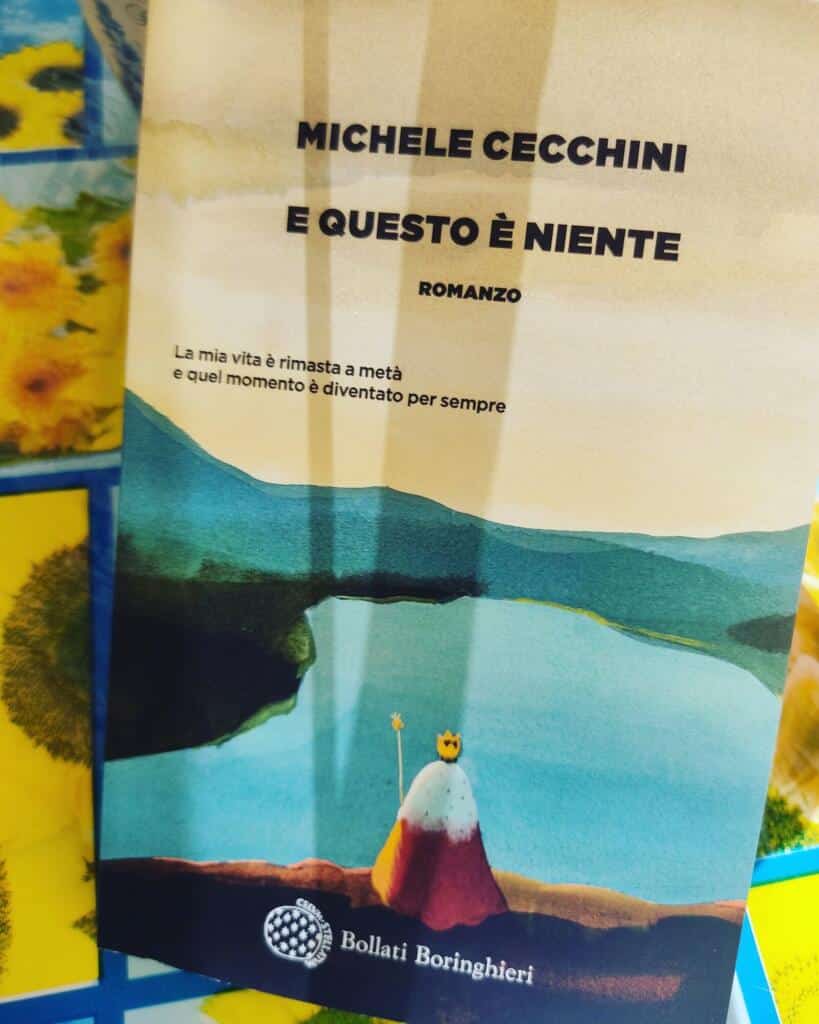 MICHELE CECCHINI
E QUESTO È NIENTE
ROMANZO
La mia vita è rimasta a metà
e quel momento è diventato per sempre
Bollati Boringhieri